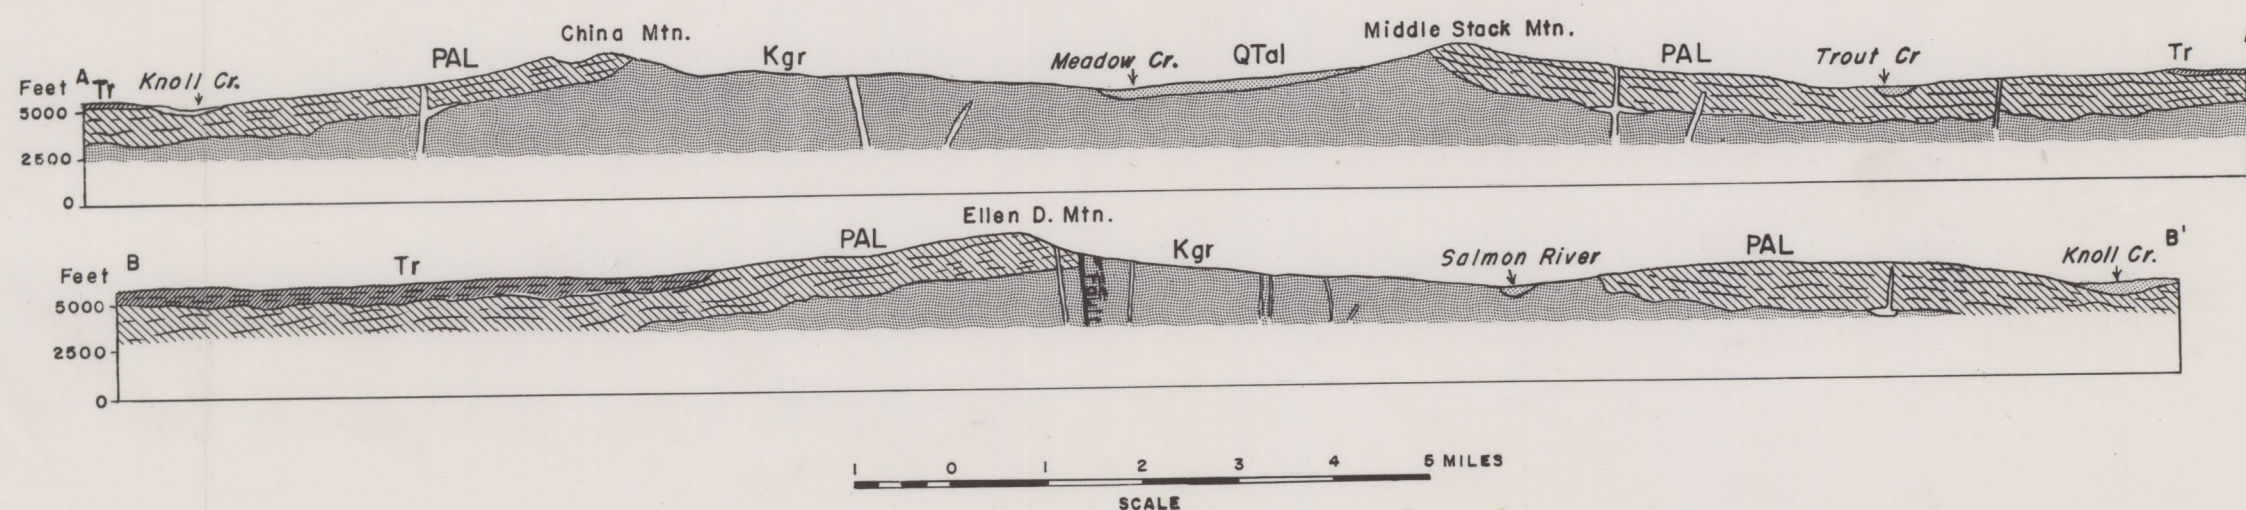 China Mtn.
Middle Stack Mtn.
PAL
Kgr
Meadow Cr.
QTal
PAL
Trout Cr
Tr
Feet
A
Tr
Knoll Cr.
5000
2500
0
Ellen D. Mtn.
PAL
Kgr
Salmon River
PAL
Knoll Cr.
B'
Feet
B
Tr
5000
2500
0
1 0 1 2 3 4 5 MILES
SCALE